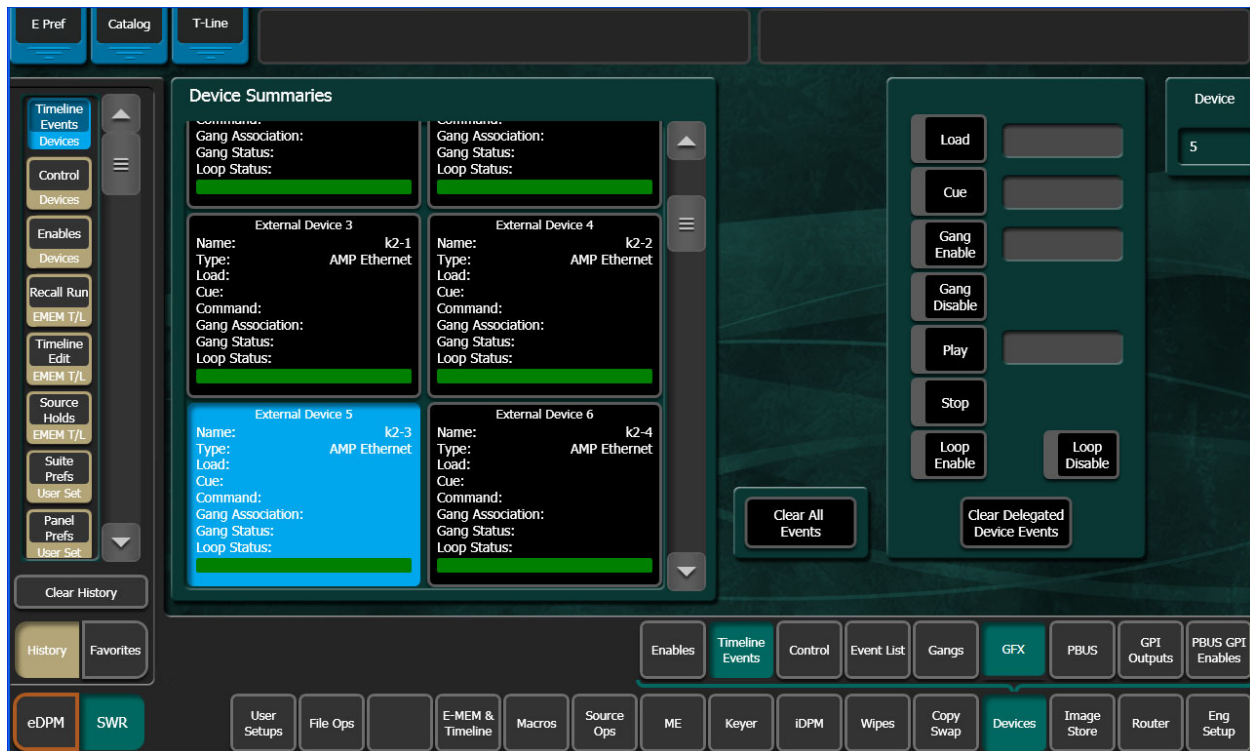 E Pref
Catalog
T-Line
Timeline
Events
Devices
Control
Devices
Enables
Devices
Recall Run
EMEM T/L
Timeline
Edit
EMEM T/L
Source
Holds
EMEM T/L
Suite
Prefs
User Set
Panel
Prefs
User Set
Clear History
History
Favorites
eDPM
SWR
Device Summaries
Command:
Gang Association:
Gang Status:
Loop Status:
Command:
Gang Association:
Gang Status:
Loop Status:
External Device 3
Name: k2-1
Type: AMP Ethernet
Load:
Cue:
Command:
Gang Association:
Gang Status:
Loop Status:
External Device 4
Name: k2-2
Type: AMP Ethernet
Load:
Cue:
Command:
Gang Association:
Gang Status:
Loop Status:
External Device 5
Name: k2-3
Type: AMP Ethernet
Load:
Cue:
Command:
Gang Association:
Gang Status:
Loop Status:
External Device 6
Name: k2-4
Type: AMP Ethernet
Load:
Cue:
Command:
Gang Association:
Gang Status:
Loop Status:
Clear All
Events
Load
Cue
Gang
Enable
Gang
Disable
Play
Stop
Loop
Enable
Loop
Disable
Clear Delegated
Device Events
Device
5
Enables
Timeline
Events
Control
Event List
Gangs
GFX
PBUS
GPI
Outputs
PBUS GPI
Enables
User
Setups
File Ops
E-MEM &
Timeline
Macros
Source
Ops
ME
Keyer
iDPM
Wipes
Copy
Swap
Devices
Image
Store
Router
Eng
Setup